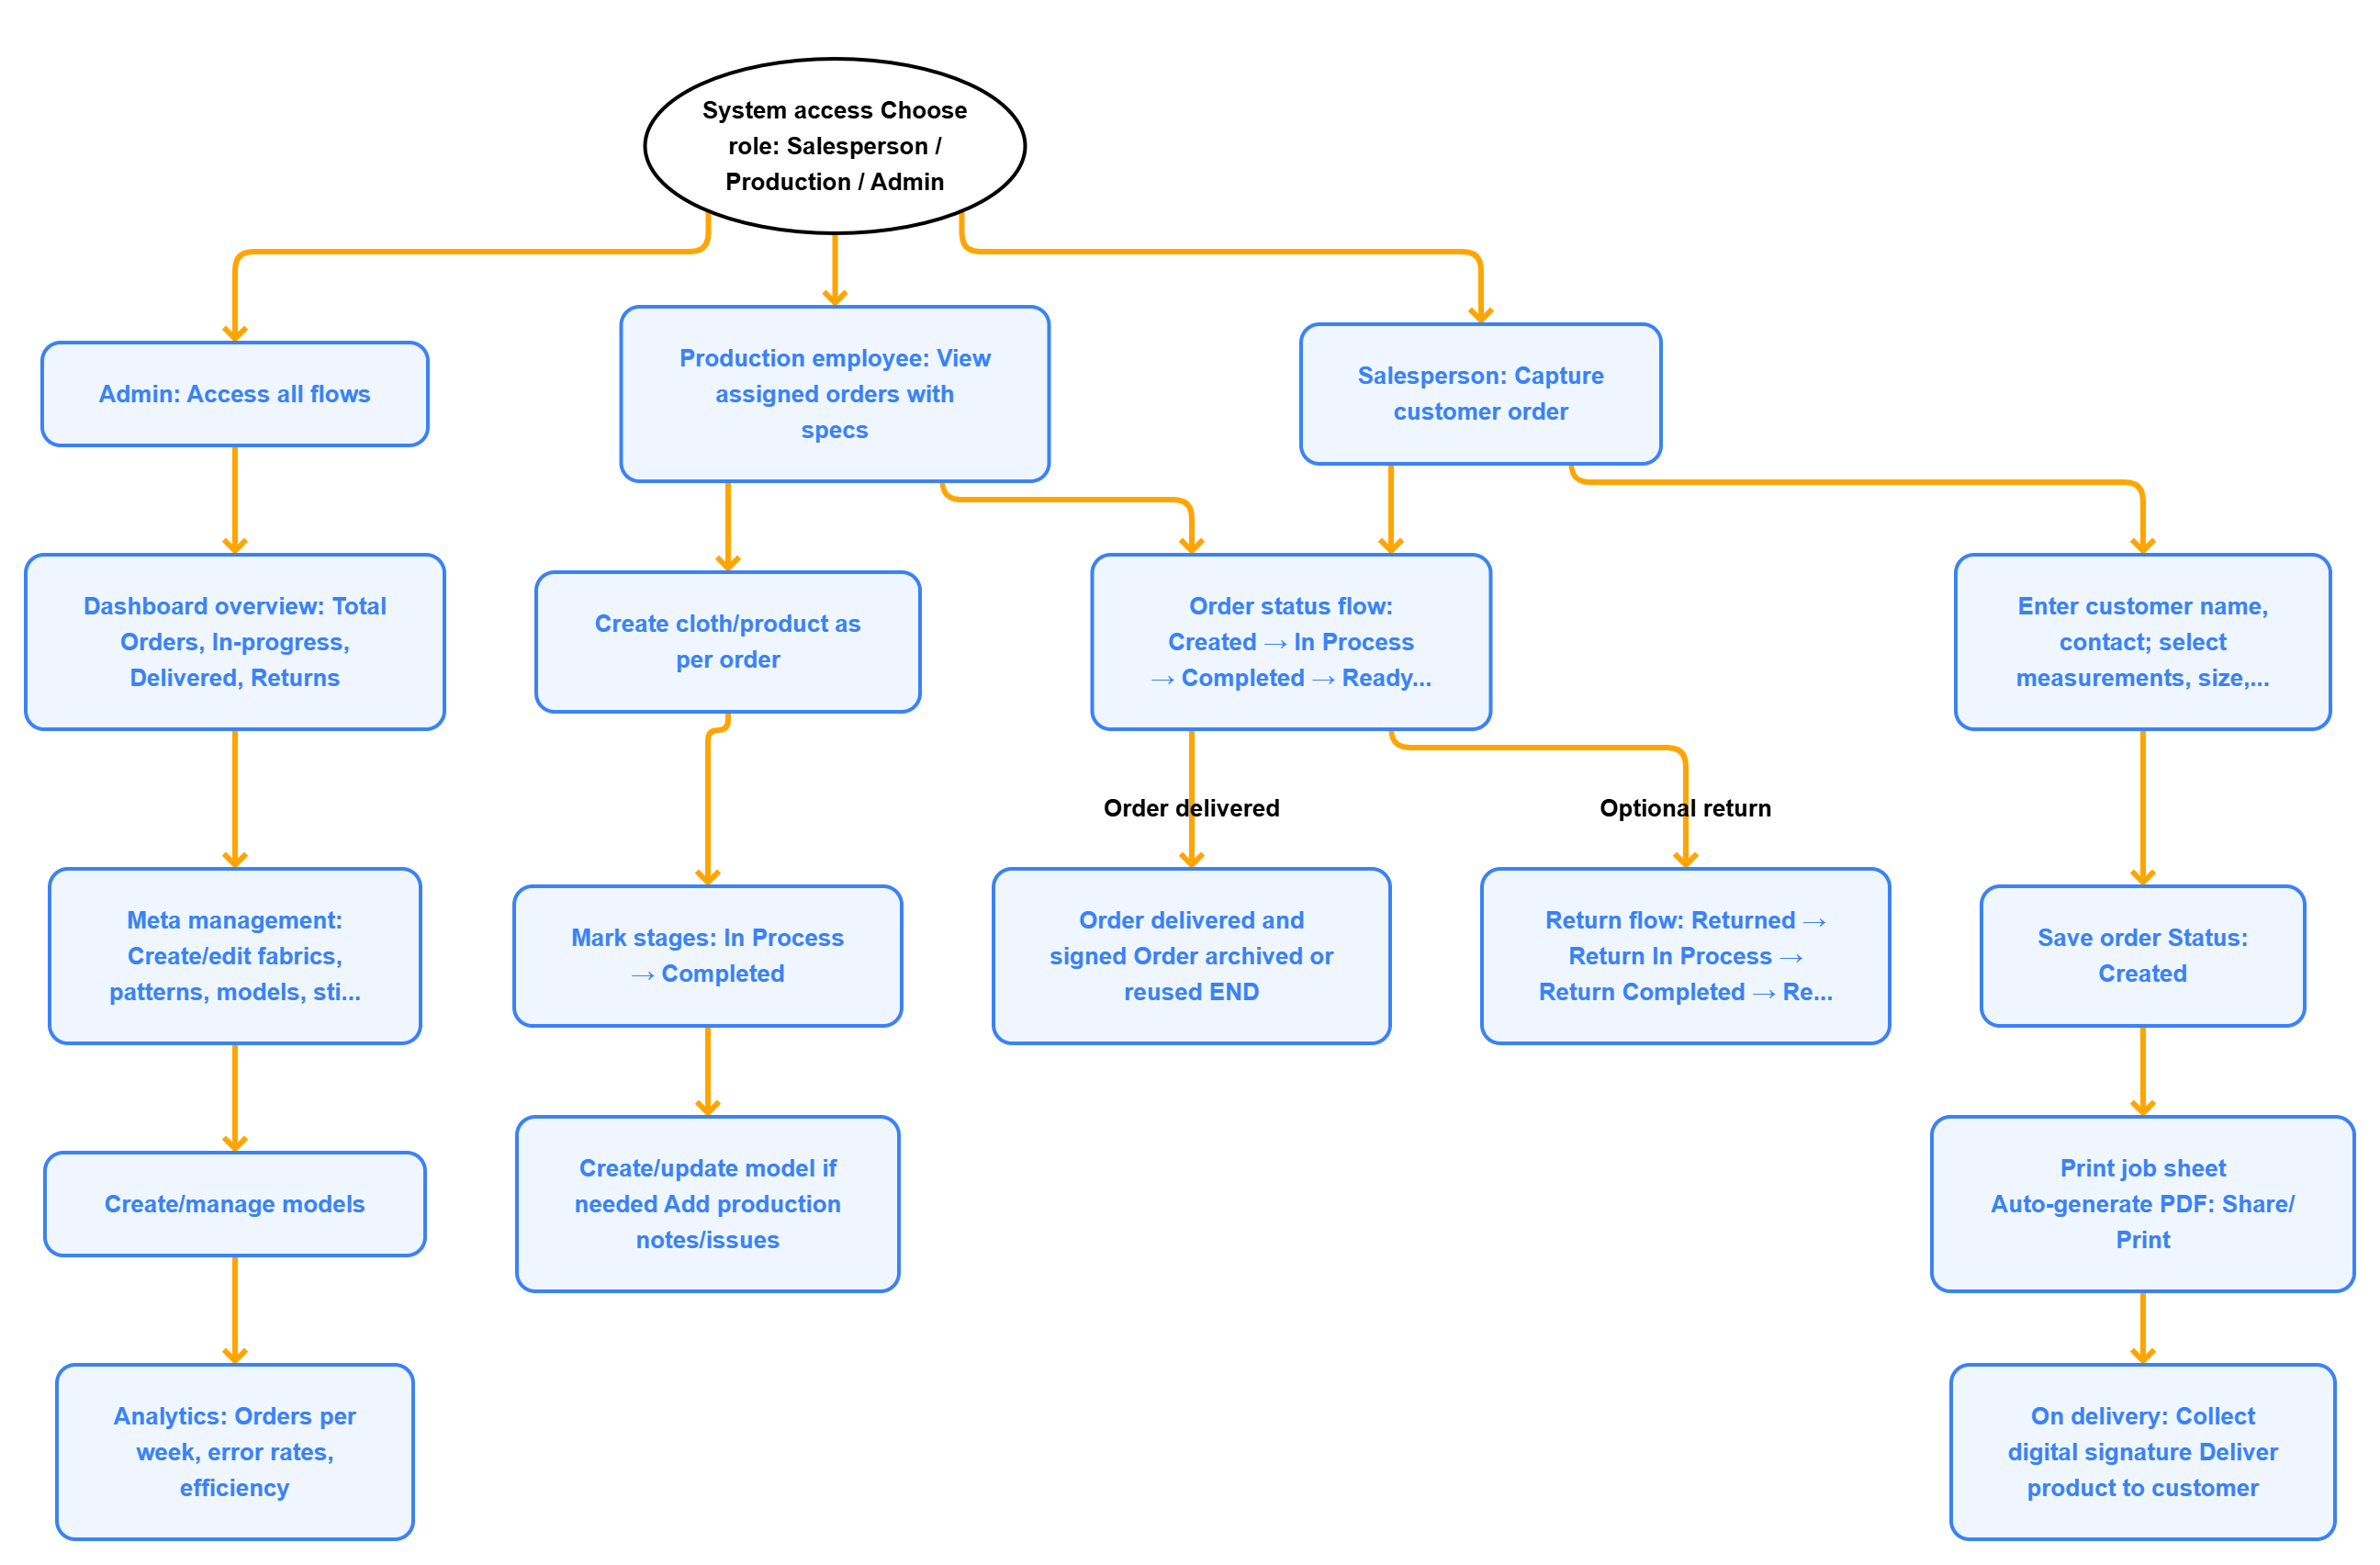 System access Choose
role: Salesperson /
Production / Admin
Admin: Access all flows
Production employee: View
assigned orders with
specs
Salesperson: Capture
customer order
Dashboard overview: Total
Orders, In-progress,
Delivered, Returns
Create cloth/product as
per order
Order status flow:
Created → In Process
→ Completed → Ready...
Enter customer name,
contact; select
measurements, size,...
Order delivered
Optional return
Meta management:
Create/edit fabrics,
patterns, models, sti...
Mark stages: In Process
→ Completed
Order delivered and
signed Order archived or
reused END
Return flow: Returned →
Return In Process →
Return Completed → Re...
Save order Status:
Created
Create/manage models
Create/update model if
needed Add production
notes/issues
Print job sheet
Auto-generate PDF: Share/
Print
Analytics: Orders per
week, error rates,
efficiency
On delivery: Collect
digital signature Deliver
product to customer